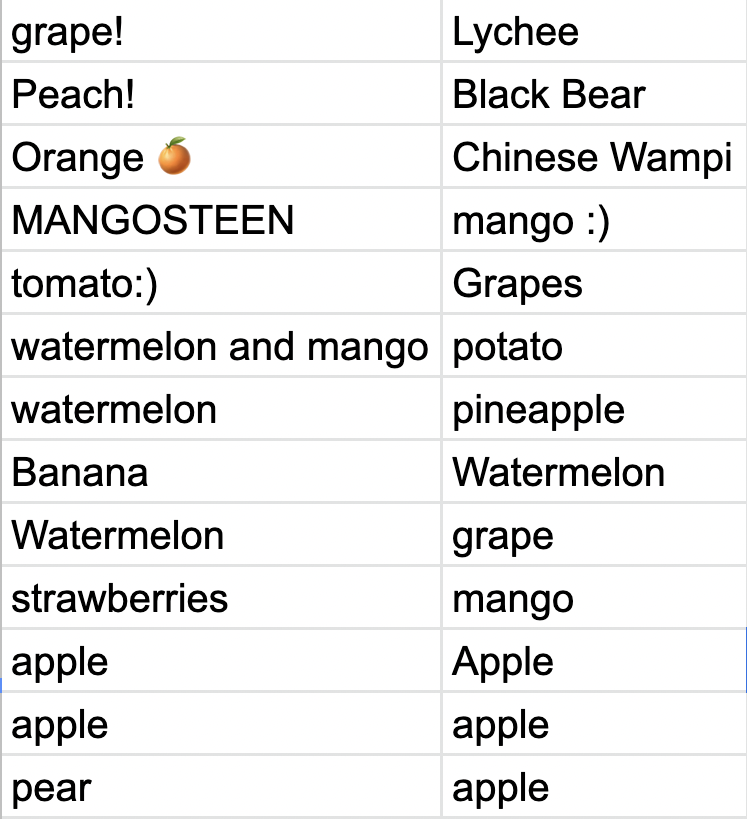 grape! Lychee
Peach! Black Bear
Orange 🍊 Chinese Wampi
MANGOSTEEN mango :)
tomato:) Grapes
watermelon and mango potato
watermelon pineapple
Banana Watermelon
Watermelon grape
strawberries mango
apple Apple
apple apple
pear apple